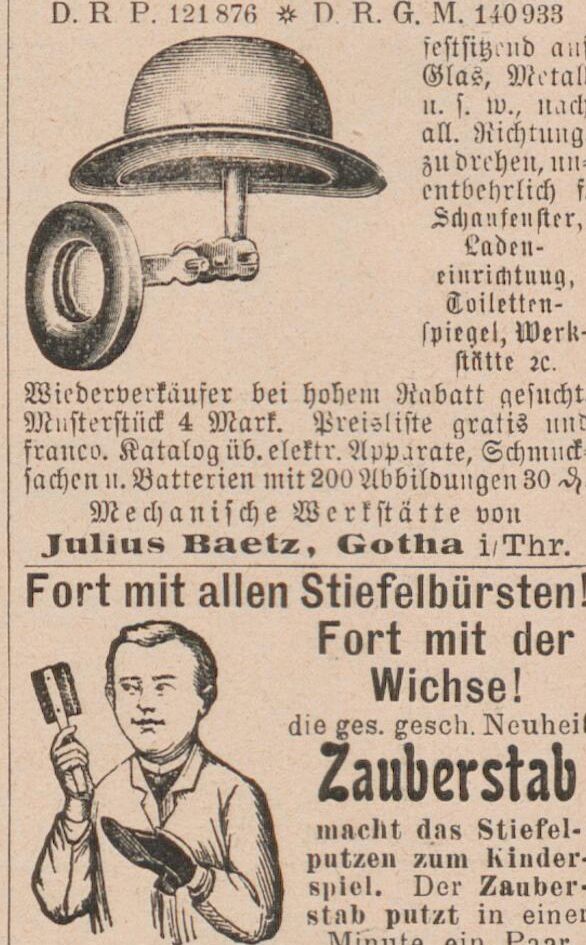 D. R. P. 121876 ✵ D. R. G. M. 140933
festsitzend auf
Glas, Metall
u. s. w., nach
all. Richtung.
zu drehen, un-
entbehrlich f.
Schaufenster,
Laden-
einrichtung,
Toiletten-
spiegel, Werk-
stätte ꝛc.
Wiederverkäufer bei hohem Rabatt gesucht
Musterstück 4 Mark. Preisliste gratis und
franco. Katalog üb. elektr. Apparate, Schmuck-
sachen u. Batterien mit 200 Abbildungen 30 ₰
Mechanische Werkstätte von
Julius Baetz, Gotha i/Thr.
Fort mit allen Stiefelbürsten!
Fort mit der
Wichse!
die ges. gesch. Neuheit
Zauberstab
macht das Stiefel-
putzen zum Kinder-
spiel. Der Zauber-
stab putzt in einer
Minute ein Paar